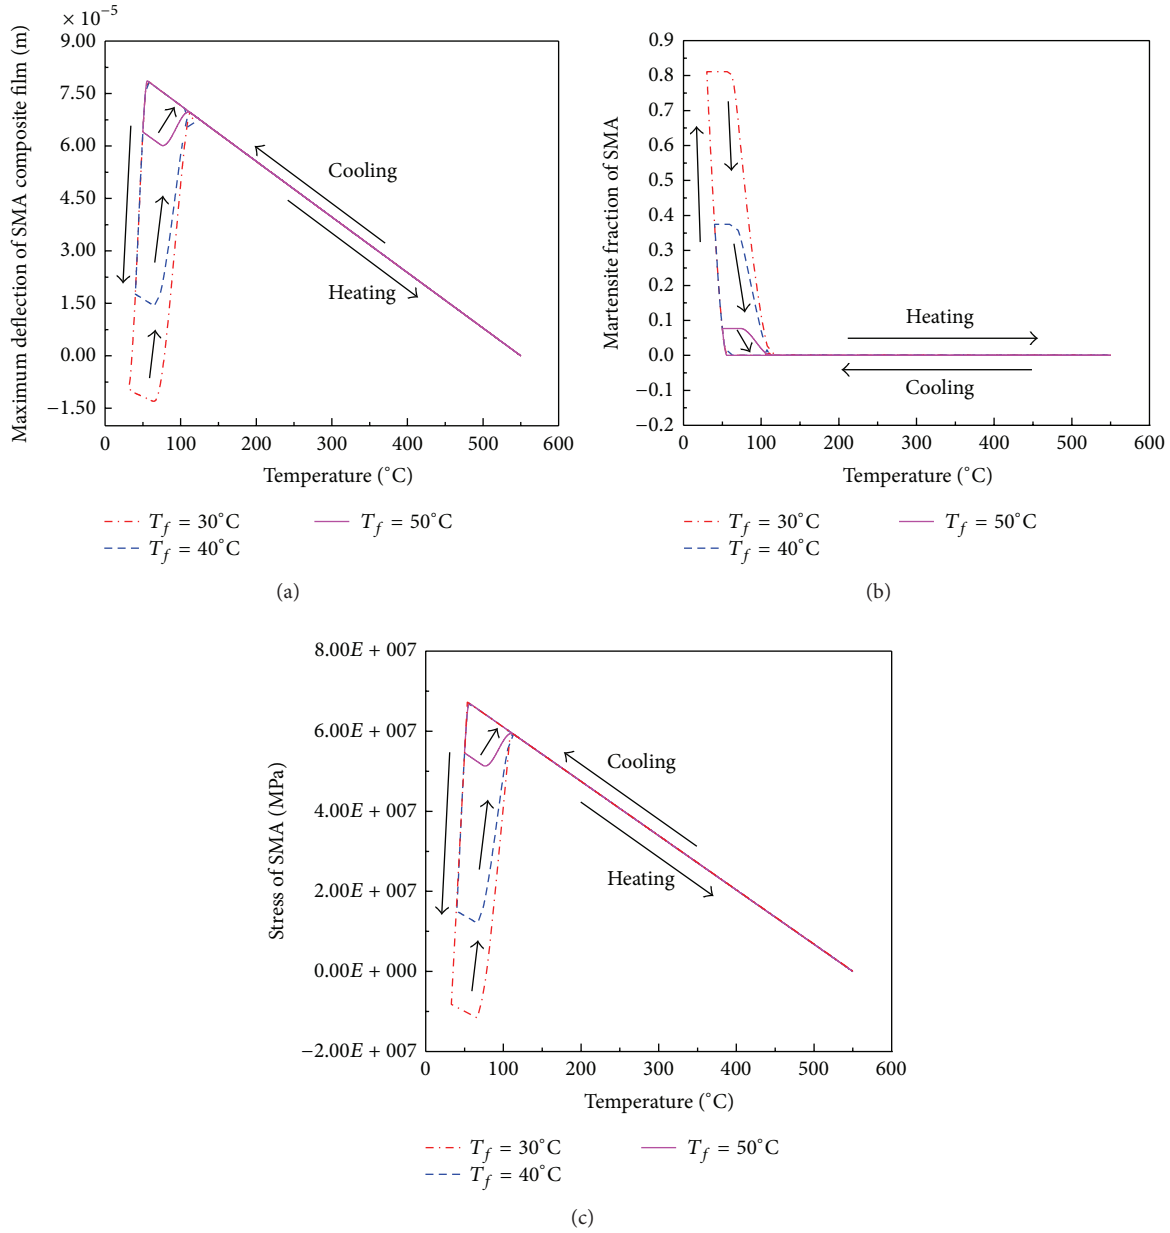 × 10⁻⁵
Maximum deflection of SMA composite film (m)
9.00
7.50
6.00
4.50
3.00
1.50
0.00
−1.50
Cooling
Heating
0 100 200 300 400 500 600
Temperature (°C)
T_f = 30°C
T_f = 50°C
T_f = 40°C
(a)
Martensite fraction of SMA
0.9
0.8
0.7
0.6
0.5
0.4
0.3
0.2
0.1
0.0
−0.1
−0.2
Heating
Cooling
0 100 200 300 400 500 600
Temperature (°C)
T_f = 30°C
T_f = 50°C
T_f = 40°C
(b)
Stress of SMA (MPa)
8.00E + 007
6.00E + 007
4.00E + 007
2.00E + 007
0.00E + 000
−2.00E + 007
Cooling
Heating
0 100 200 300 400 500 600
Temperature (°C)
T_f = 30°C
T_f = 50°C
T_f = 40°C
(c)